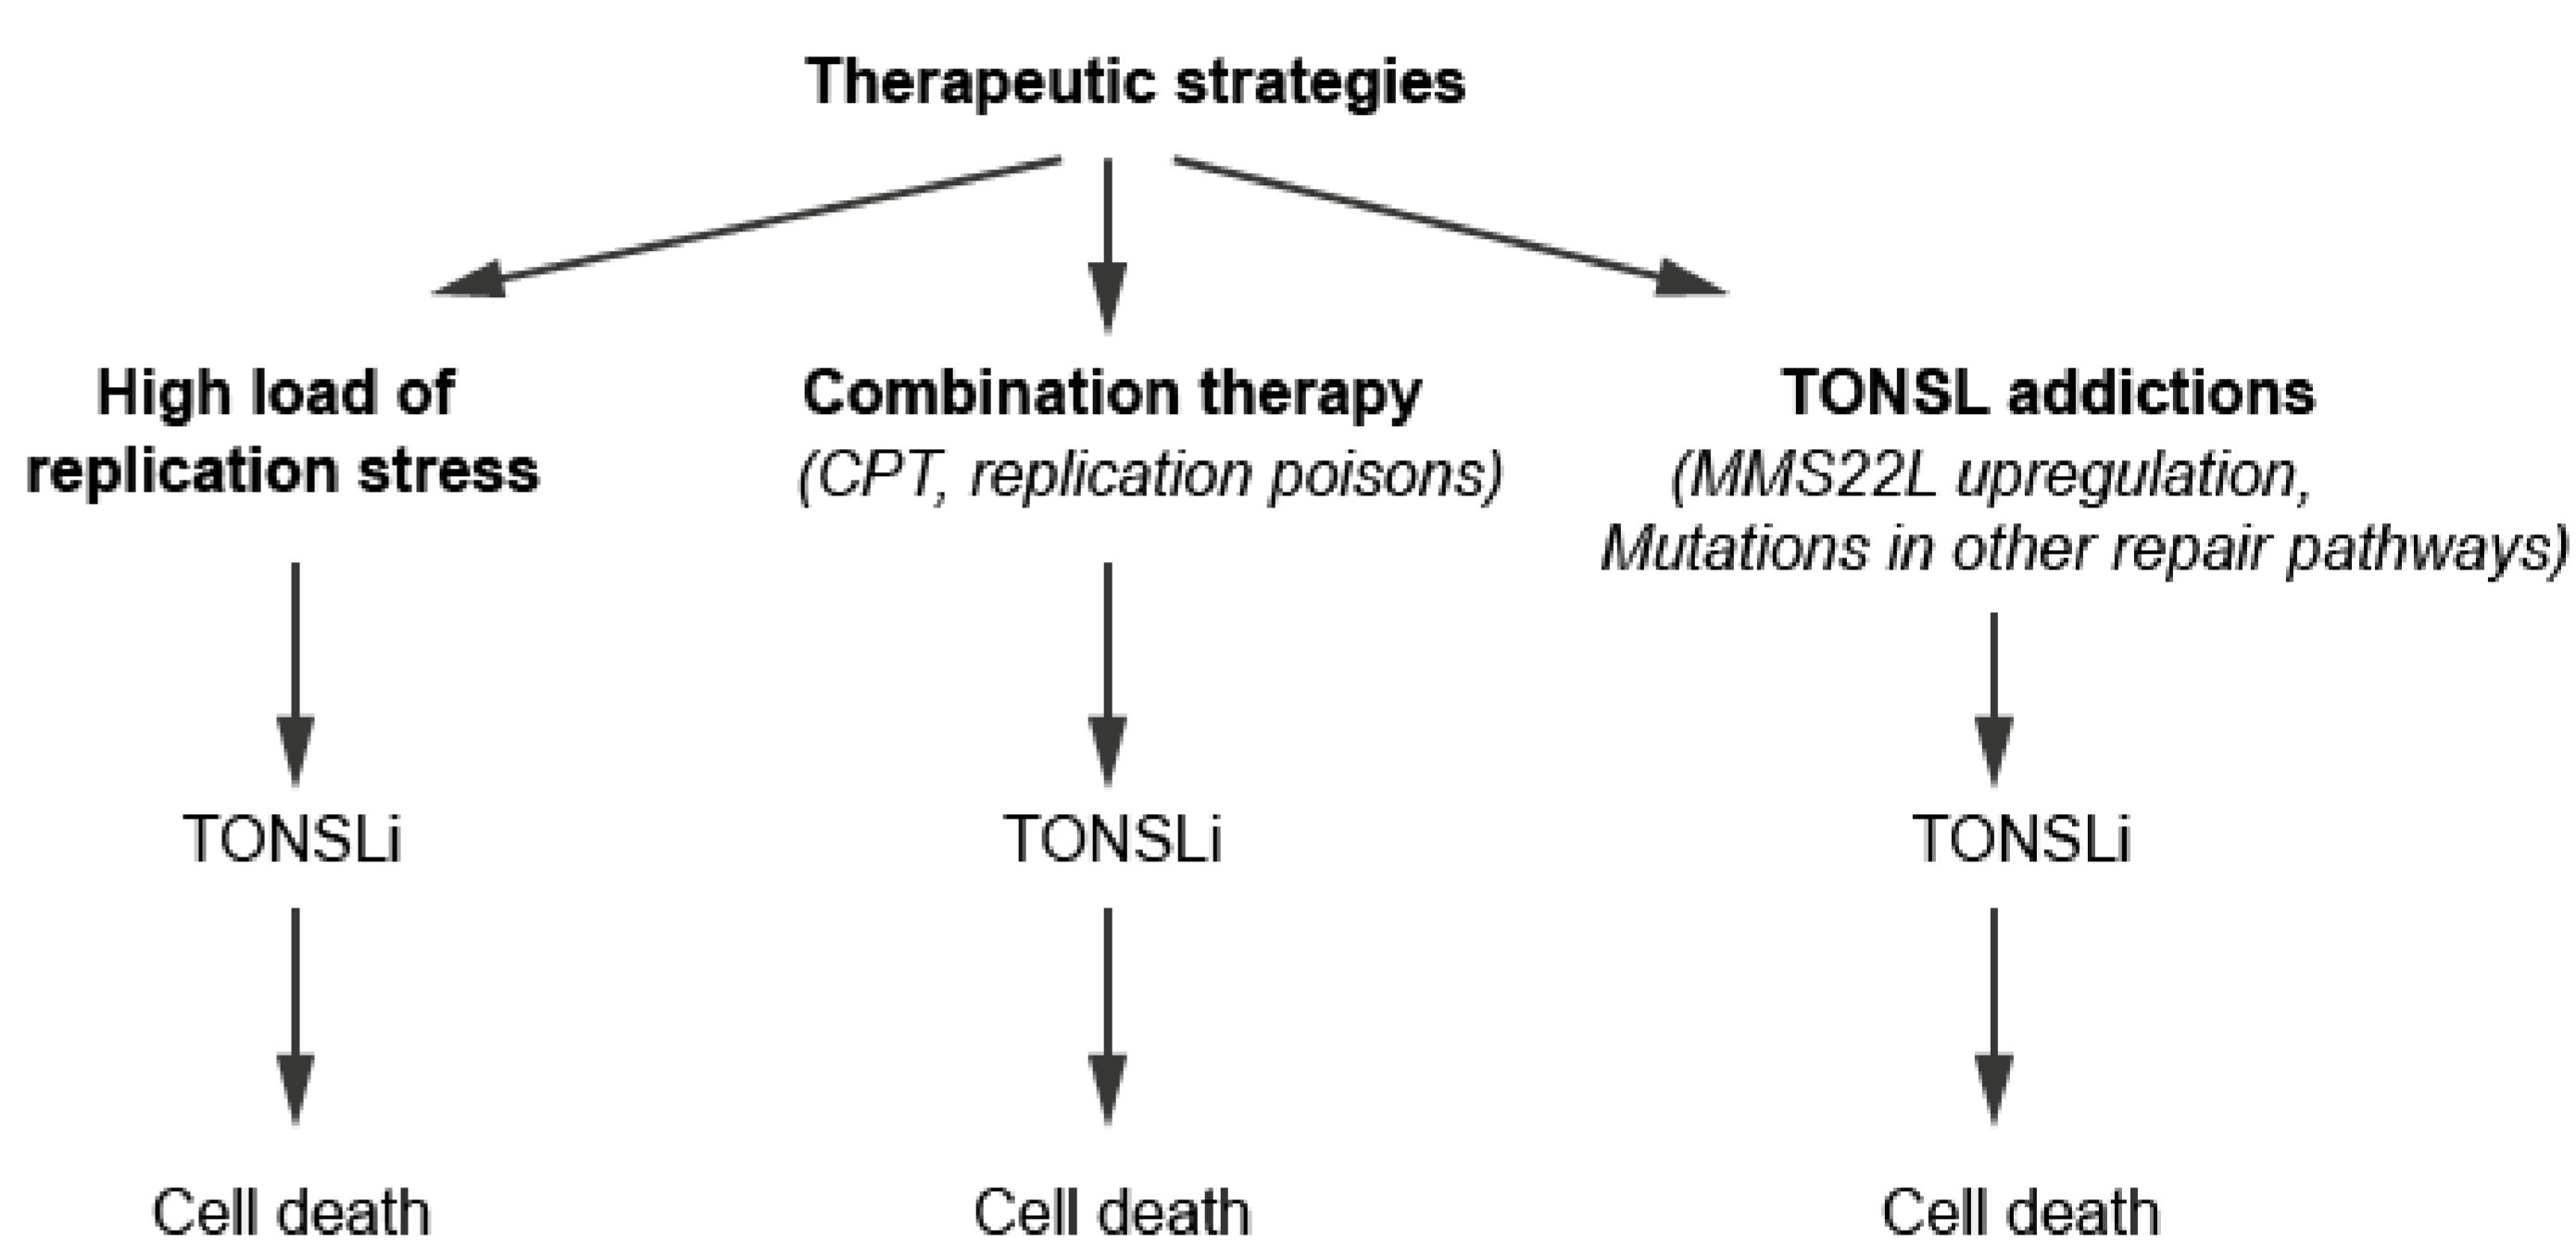 Therapeutic strategies
High load of
replication stress
Combination therapy
(CPT, replication poisons)
TONSL addictions
(MMS22L upregulation,
Mutations in other repair pathways)
TONSLi
TONSLi
TONSLi
Cell death
Cell death
Cell death